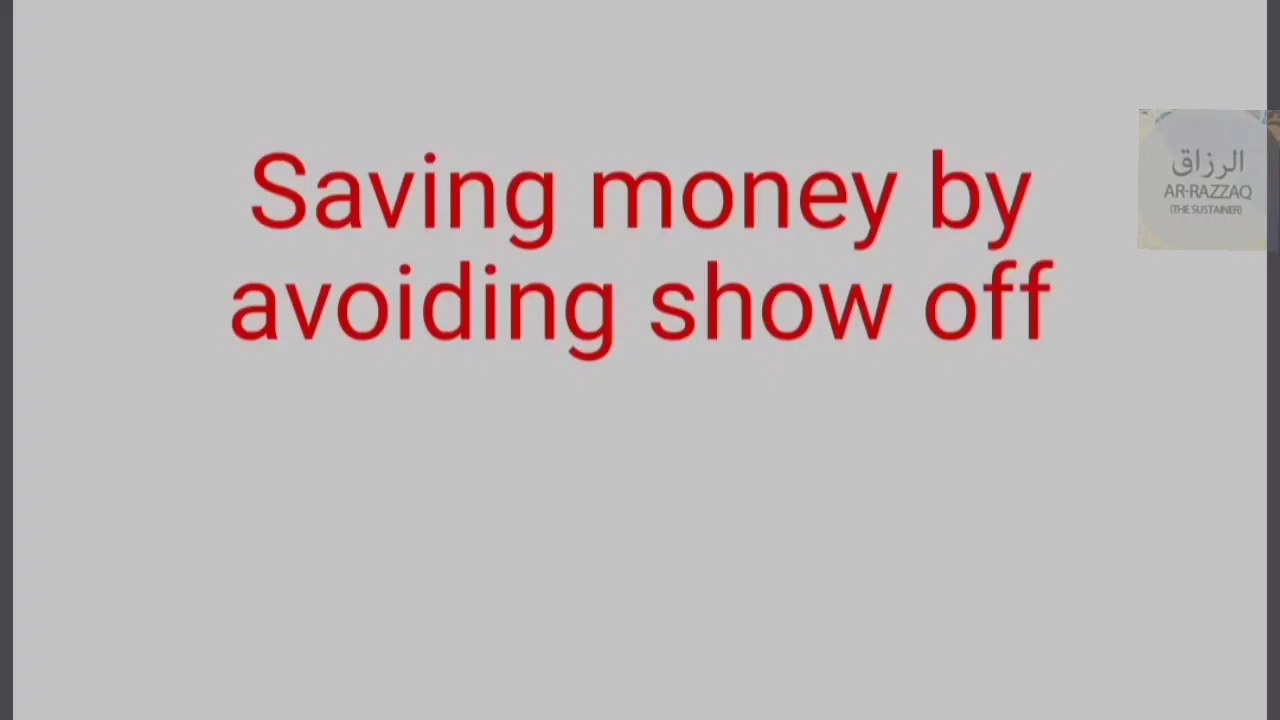 Saving money by
avoiding show off
الرزاق
AR-RAZZAQ
(THE SUSTAINER)